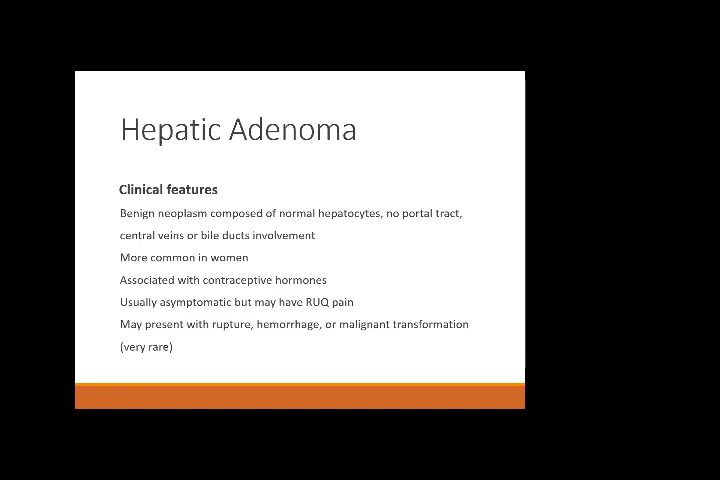 Hepatic Adenoma
Clinical features
Benign neoplasm composed of normal hepatocytes, no portal tract,
central veins or bile ducts involvement
More common in women
Associated with contraceptive hormones
Usually asymptomatic but may have RUQ pain
May present with rupture, hemorrhage, or malignant transformation
(very rare)